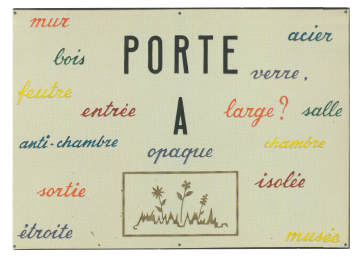 mur
acier
PORTE
bois
verre,
feutre
entrée
large?
salle
A
anti-chambre
chambre
opaque
isolée
sortie
étroite
musée